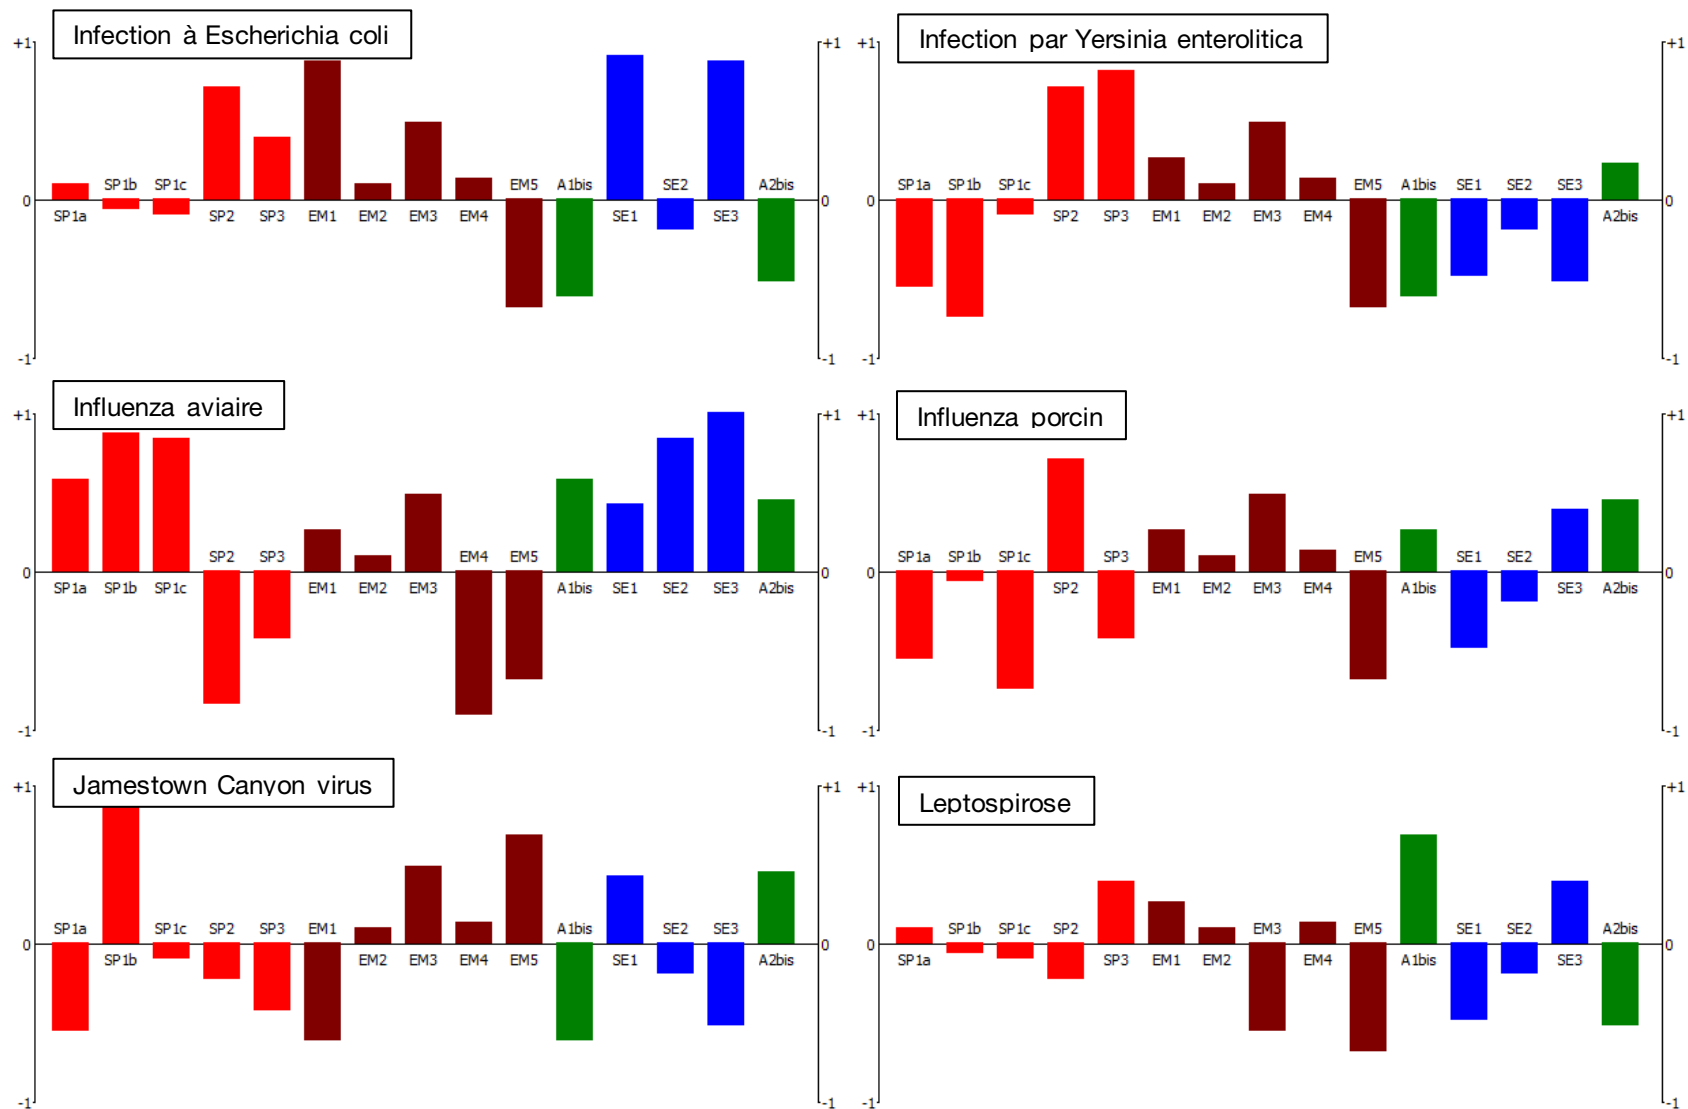 Infection à Escherichia coli
+1 +1
SP1b SP1c EM5 A1bis SE2 A2bis
0 0
SP1a SP2 SP3 EM1 EM2 EM3 EM4 SE1 SE3
-1 -1
Infection par Yersinia enterolitica
+1 +1
SP1a SP1b SP1c EM5 A1bis SE1 SE2 SE3
0 0
SP2 SP3 EM1 EM2 EM3 EM4 A2bis
-1 -1
Influenza aviaire
+1 +1
SP2 SP3 EM4 EM5
0 0
SP1a SP1b SP1c EM1 EM2 EM3 A1bis SE1 SE2 SE3 A2bis
-1 -1
Influenza porcin
+1 +1
SP1a SP1b SP1c SP3 EM5 SE1 SE2
0 0
SP2 EM1 EM2 EM3 EM4 A1bis SE3 A2bis
-1 -1
Jamestown Canyon virus
+1 +1
SP1a SP1c SP2 SP3 EM1 A1bis SE2 SE3
0 0
SP1b EM2 EM3 EM4 EM5 SE1 A2bis
-1 -1
Leptospirose
+1 +1
SP1b SP1c SP2 EM3 EM5 SE1 SE2 A2bis
0 0
SP1a SP3 EM1 EM2 EM4 A1bis SE3
-1 -1